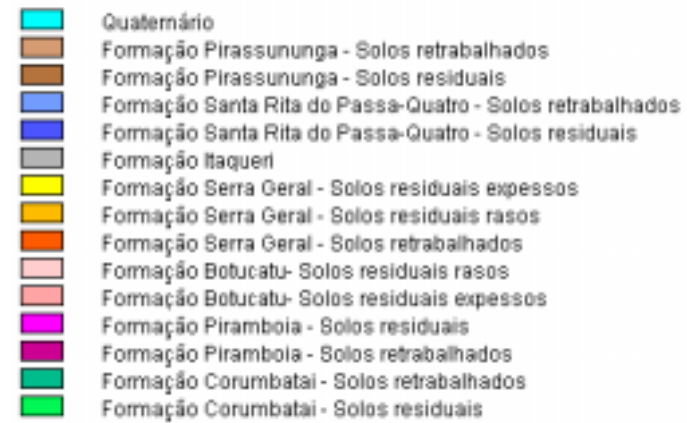 Quaternário
Formação Pirassununga - Solos retrabalhados
Formação Pirassununga - Solos residuais
Formação Santa Rita do Passa-Quatro - Solos retrabalhados
Formação Santa Rita do Passa-Quatro - Solos residuais
Formação Itaqueri
Formação Serra Geral - Solos residuais expessos
Formação Serra Geral - Solos residuais rasos
Formação Serra Geral - Solos retrabalhados
Formação Botucatu- Solos residuais rasos
Formação Botucatu- Solos residuais expessos
Formação Piramboia - Solos residuais
Formação Piramboia - Solos retrabalhados
Formação Corumbatai - Solos retrabalhados
Formação Corumbatai - Solos residuais